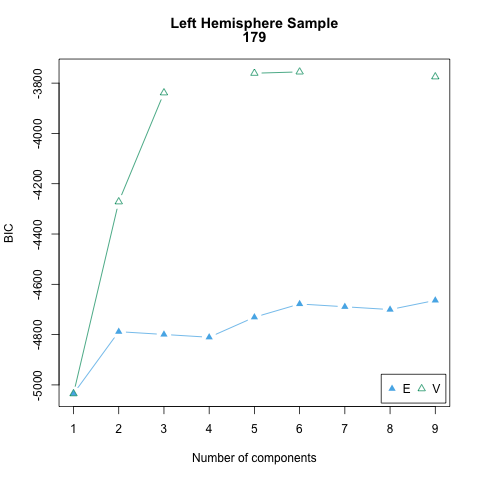 Left Hemisphere Sample
179
BIC
-3800
-4000
-4200
-4400
-4600
-4800
-5000
E V
1 2 3 4 5 6 7 8 9
Number of components